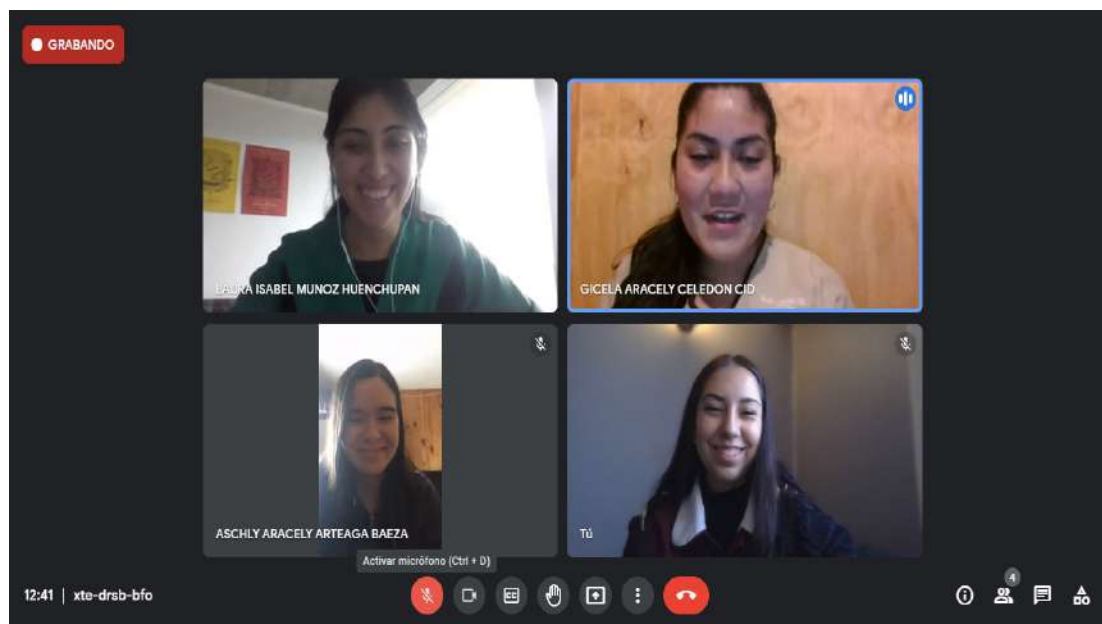 GRABANDO
LAURA ISABEL MUNOZ HUENCHUPAN
GICELA ARACELY CELEDON CID
ASCHLY ARACELY ARTEAGA BAEZA
Tú
Activar micrófono (Ctrl + D)
12:41 | xte-drsb-bfo
CC
4